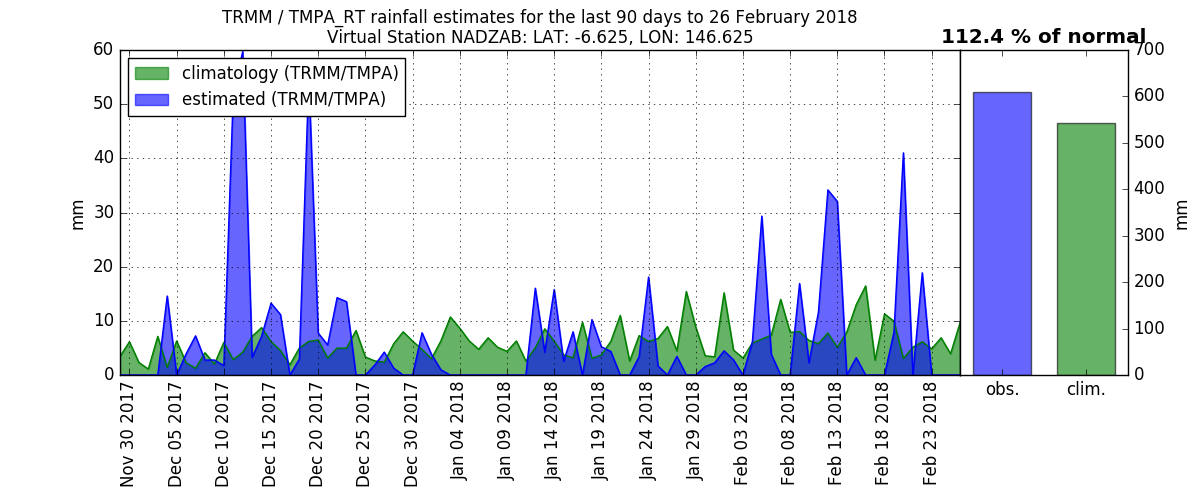 TRMM / TMPA_RT rainfall estimates for the last 90 days to 26 February 2018
Virtual Station NADZAB: LAT: -6.625, LON: 146.625
112.4 % of normal
climatology (TRMM/TMPA)
estimated (TRMM/TMPA)
60
50
40
30
20
10
0
mm
Nov 30 2017
Dec 05 2017
Dec 10 2017
Dec 15 2017
Dec 20 2017
Dec 25 2017
Dec 30 2017
Jan 04 2018
Jan 09 2018
Jan 14 2018
Jan 19 2018
Jan 24 2018
Jan 29 2018
Feb 03 2018
Feb 08 2018
Feb 13 2018
Feb 18 2018
Feb 23 2018
700
600
500
400
300
200
100
0
mm
obs.
clim.